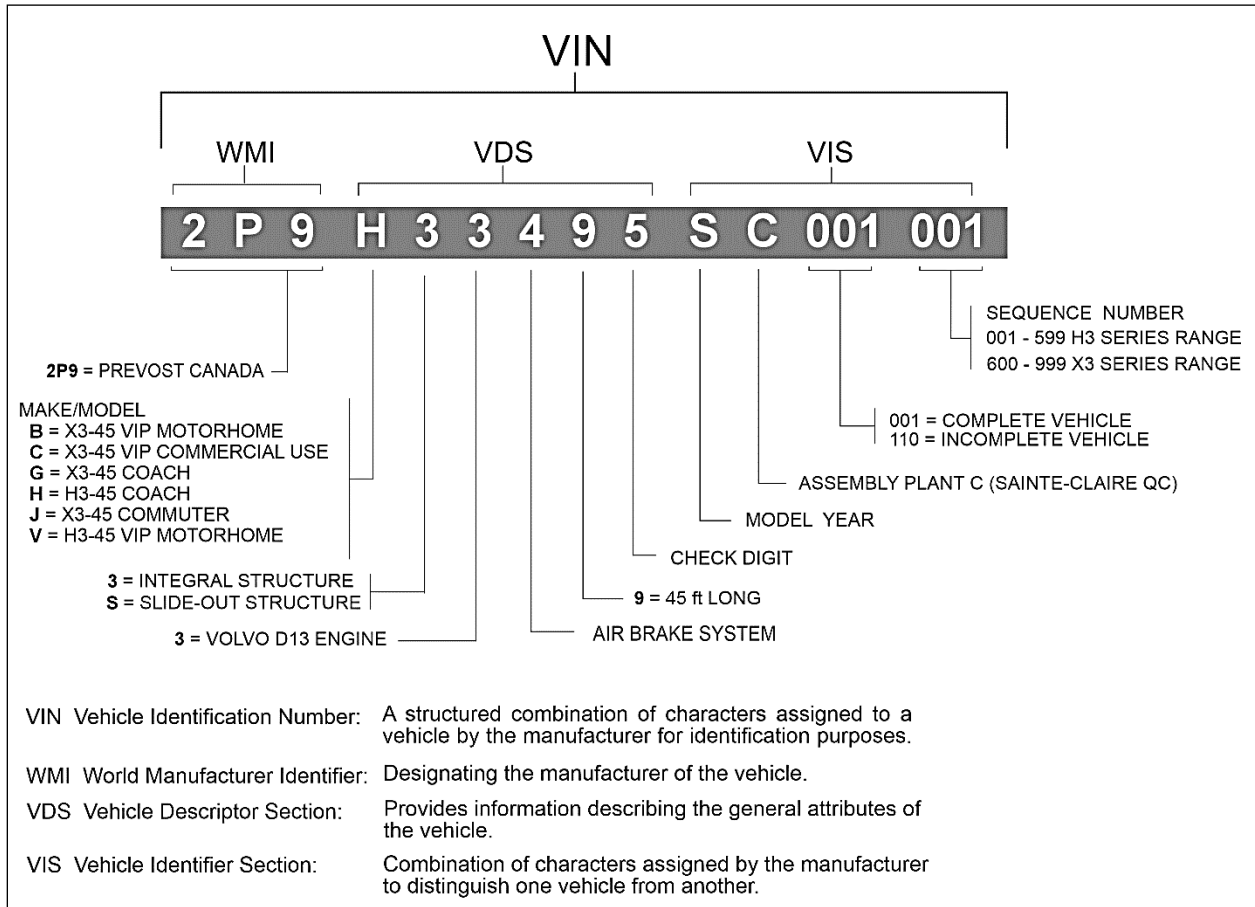 VIN
WMI VDS VIS
2 P 9 H 3 3 4 9 5 S C 001 001
SEQUENCE NUMBER
001 - 599 H3 SERIES RANGE
600 - 999 X3 SERIES RANGE
2P9 = PREVOST CANADA
MAKE/MODEL
B = X3-45 VIP MOTORHOME
C = X3-45 VIP COMMERCIAL USE
G = X3-45 COACH
H = H3-45 COACH
J = X3-45 COMMUTER
V = H3-45 VIP MOTORHOME
001 = COMPLETE VEHICLE
110 = INCOMPLETE VEHICLE
ASSEMBLY PLANT C (SAINTE-CLAIRE QC)
MODEL YEAR
CHECK DIGIT
3 = INTEGRAL STRUCTURE
S = SLIDE-OUT STRUCTURE
9 = 45 ft LONG
3 = VOLVO D13 ENGINE
AIR BRAKE SYSTEM
VIN Vehicle Identification Number: A structured combination of characters assigned to a
vehicle by the manufacturer for identification purposes.
WMI World Manufacturer Identifier: Designating the manufacturer of the vehicle.
VDS Vehicle Descriptor Section: Provides information describing the general attributes of
the vehicle.
VIS Vehicle Identifier Section: Combination of characters assigned by the manufacturer
to distinguish one vehicle from another.